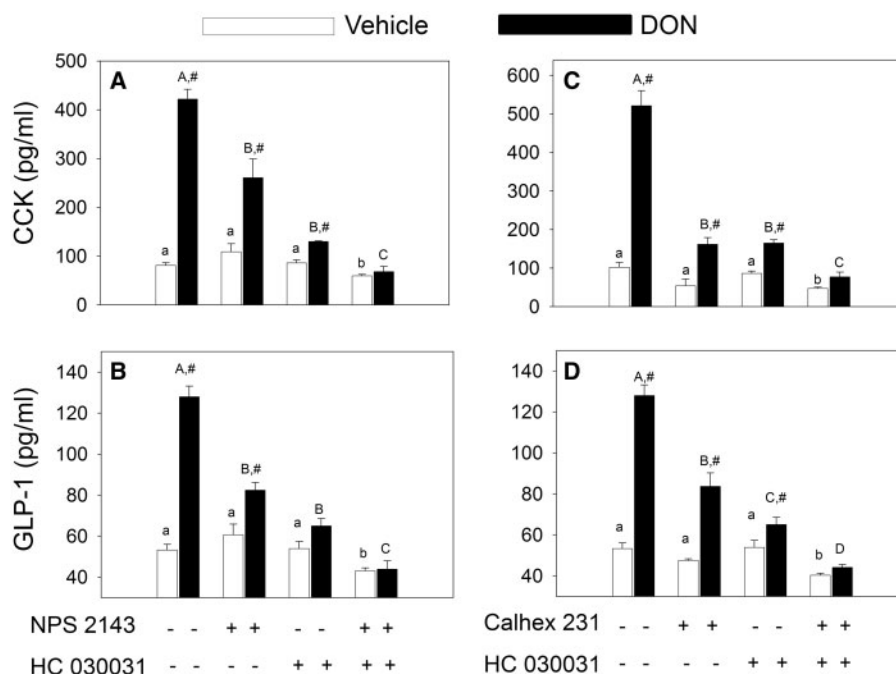 Vehicle DON
A
CCK (pg/ml)
500
400
300
200
100
0
a A,# a B,# a B,# b C
C
600
500
400
300
200
100
0
a A,# a B,# a B,# b C
B
GLP-1 (pg/ml)
140
120
100
80
60
40
a A,# a B,# a B b C
D
140
120
100
80
60
40
a A,# a B,# a C,# b D
NPS 2143 - - + + - - + +
HC 030031 - - + + + +
Calhex 231 - - + + - - + +
HC 030031 - - + + + +